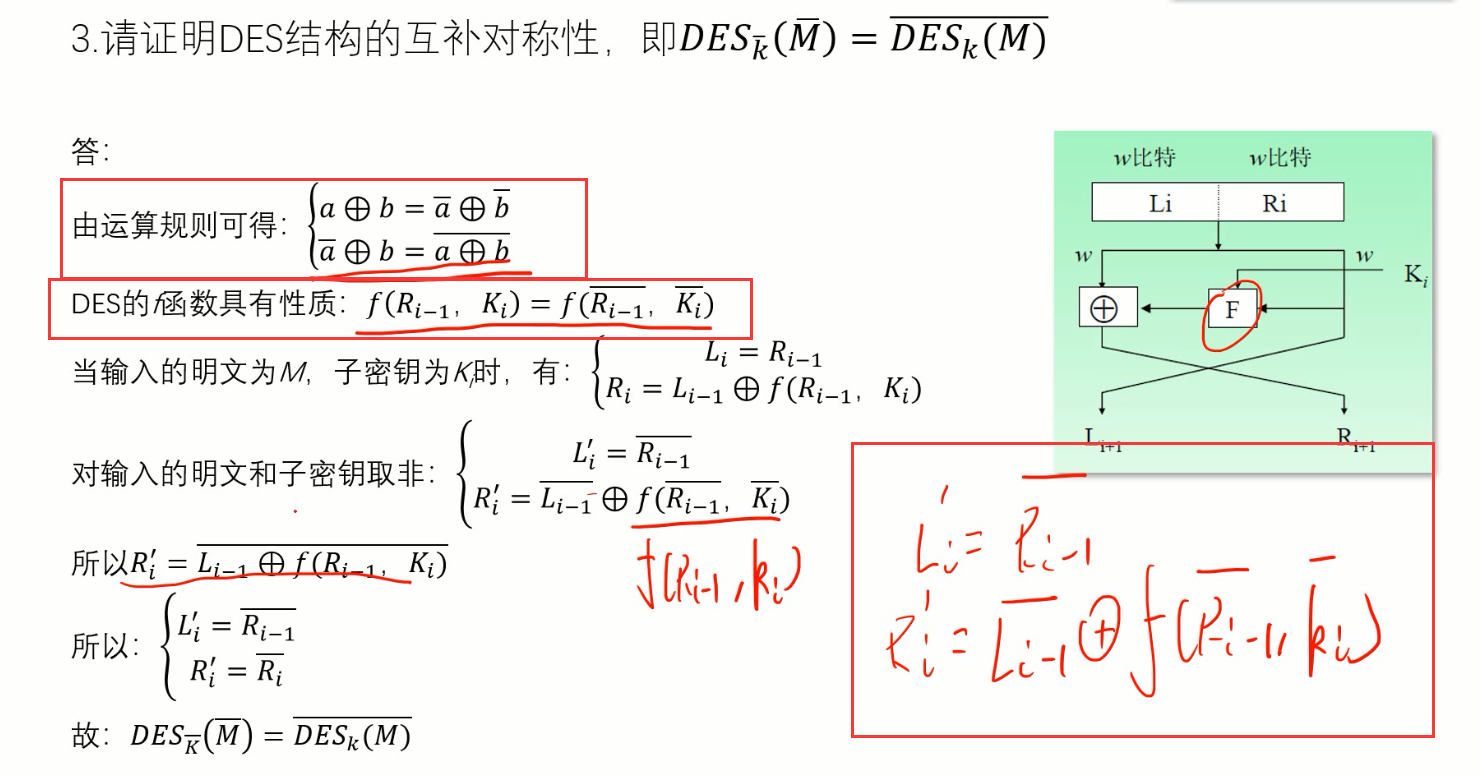 3.请证明DES结构的互补对称性，即$DES_{\bar{k}}(\bar{M}) = \overline{DES_k(M)}$
答：
由运算规则可得：$\begin{cases} a \oplus b = \overline{a} \oplus \overline{b} \\ \overline{a} \oplus b = \overline{a \oplus b} \end{cases}$
DES的f函数具有性质：$f(R_{i-1}, K_i) = f(\overline{R_{i-1}}, \overline{K_i})$
当输入的明文为M，子密钥为$K_i$时，有：$\begin{cases} L_i = R_{i-1} \\ R_i = L_{i-1} \oplus f(R_{i-1}, K_i) \end{cases}$
对输入的明文和子密钥取非：$\begin{cases} L_i' = \overline{R_{i-1}} \\ R_i' = \overline{L_{i-1}} \oplus f(\overline{R_{i-1}}, \overline{K_i}) \end{cases}$
f(R_{i-1}, k_i)
所以$R_i' = \overline{L_{i-1} \oplus f(R_{i-1}, K_i)}$
所以：$\begin{cases} L_i' = \overline{R_{i-1}} \\ R_i' = \overline{R_i} \end{cases}$
故：$DES_{\overline{K}}(\overline{M}) = \overline{DES_k(M)}$
w比特 w比特
Li Ri
w w
K_i
⊕ F
L_{i+1} R_{i+1}
$L_i' = \overline{R_{i-1}}$
$R_i' = \overline{L_{i-1}} \oplus f(\overline{R_{i-1}}, \overline{k_i})$